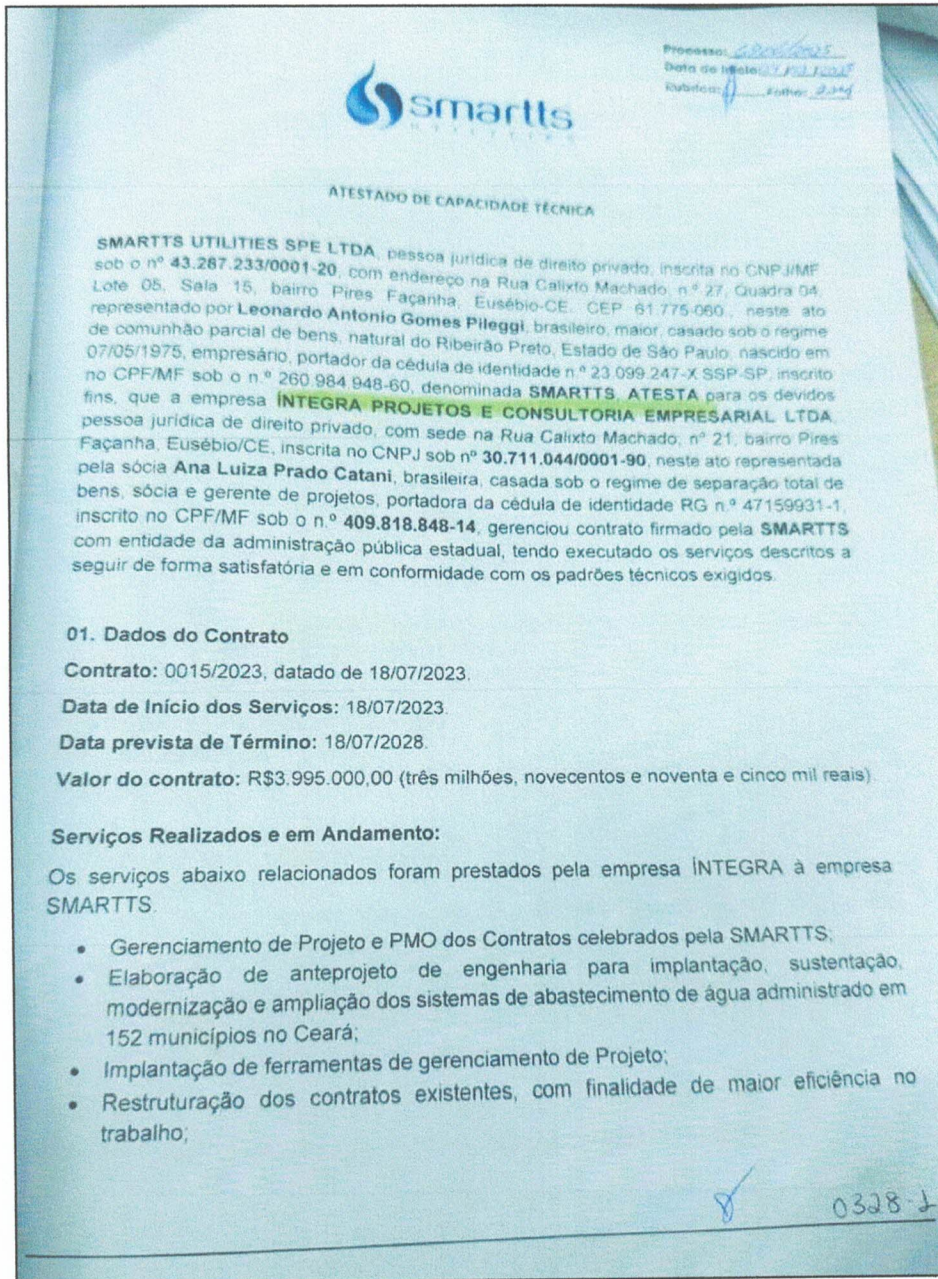 Processo:
Data de Início:
Rubrica: Folha:
smartts
UTILITIES
ATESTADO DE CAPACIDADE TÉCNICA
SMARTTS UTILITIES SPE LTDA, pessoa jurídica de direito privado, inscrita no CNPJ/MF
sob o nº 43.287.233/0001-20, com endereço na Rua Calixto Machado, n.º 27, Quadra 04,
Lote 05, Sala 15, bairro Pires Façanha, Eusébio-CE. CEP 61.775-060., neste ato
representado por Leonardo Antonio Gomes Pileggi, brasileiro, maior, casado sob o regime
de comunhão parcial de bens, natural do Ribeirão Preto, Estado de São Paulo, nascido em
07/05/1975, empresário, portador da cédula de identidade n.º 23.099.247-X SSP-SP, inscrito
no CPF/MF sob o n.º 260.984.948-60, denominada SMARTTS, ATESTA para os devidos
fins, que a empresa ÍNTEGRA PROJETOS E CONSULTORIA EMPRESARIAL LTDA,
pessoa jurídica de direito privado, com sede na Rua Calixto Machado, nº 21, bairro Pires
Façanha, Eusébio/CE, inscrita no CNPJ sob nº 30.711.044/0001-90, neste ato representada
pela sócia Ana Luiza Prado Catani, brasileira, casada sob o regime de separação total de
bens, sócia e gerente de projetos, portadora da cédula de identidade RG n.º 47159931-1,
inscrito no CPF/MF sob o n.º 409.818.848-14, gerenciou contrato firmado pela SMARTTS
com entidade da administração pública estadual, tendo executado os serviços descritos a
seguir de forma satisfatória e em conformidade com os padrões técnicos exigidos.
01. Dados do Contrato
Contrato: 0015/2023, datado de 18/07/2023.
Data de Início dos Serviços: 18/07/2023.
Data prevista de Término: 18/07/2028.
Valor do contrato: R$3.995.000,00 (três milhões, novecentos e noventa e cinco mil reais)
Serviços Realizados e em Andamento:
Os serviços abaixo relacionados foram prestados pela empresa ÍNTEGRA à empresa
SMARTTS.
• Gerenciamento de Projeto e PMO dos Contratos celebrados pela SMARTTS;
• Elaboração de anteprojeto de engenharia para implantação, sustentação,
modernização e ampliação dos sistemas de abastecimento de água administrado em
152 municípios no Ceará;
• Implantação de ferramentas de gerenciamento de Projeto;
• Restruturação dos contratos existentes, com finalidade de maior eficiência no
trabalho;
0328-1